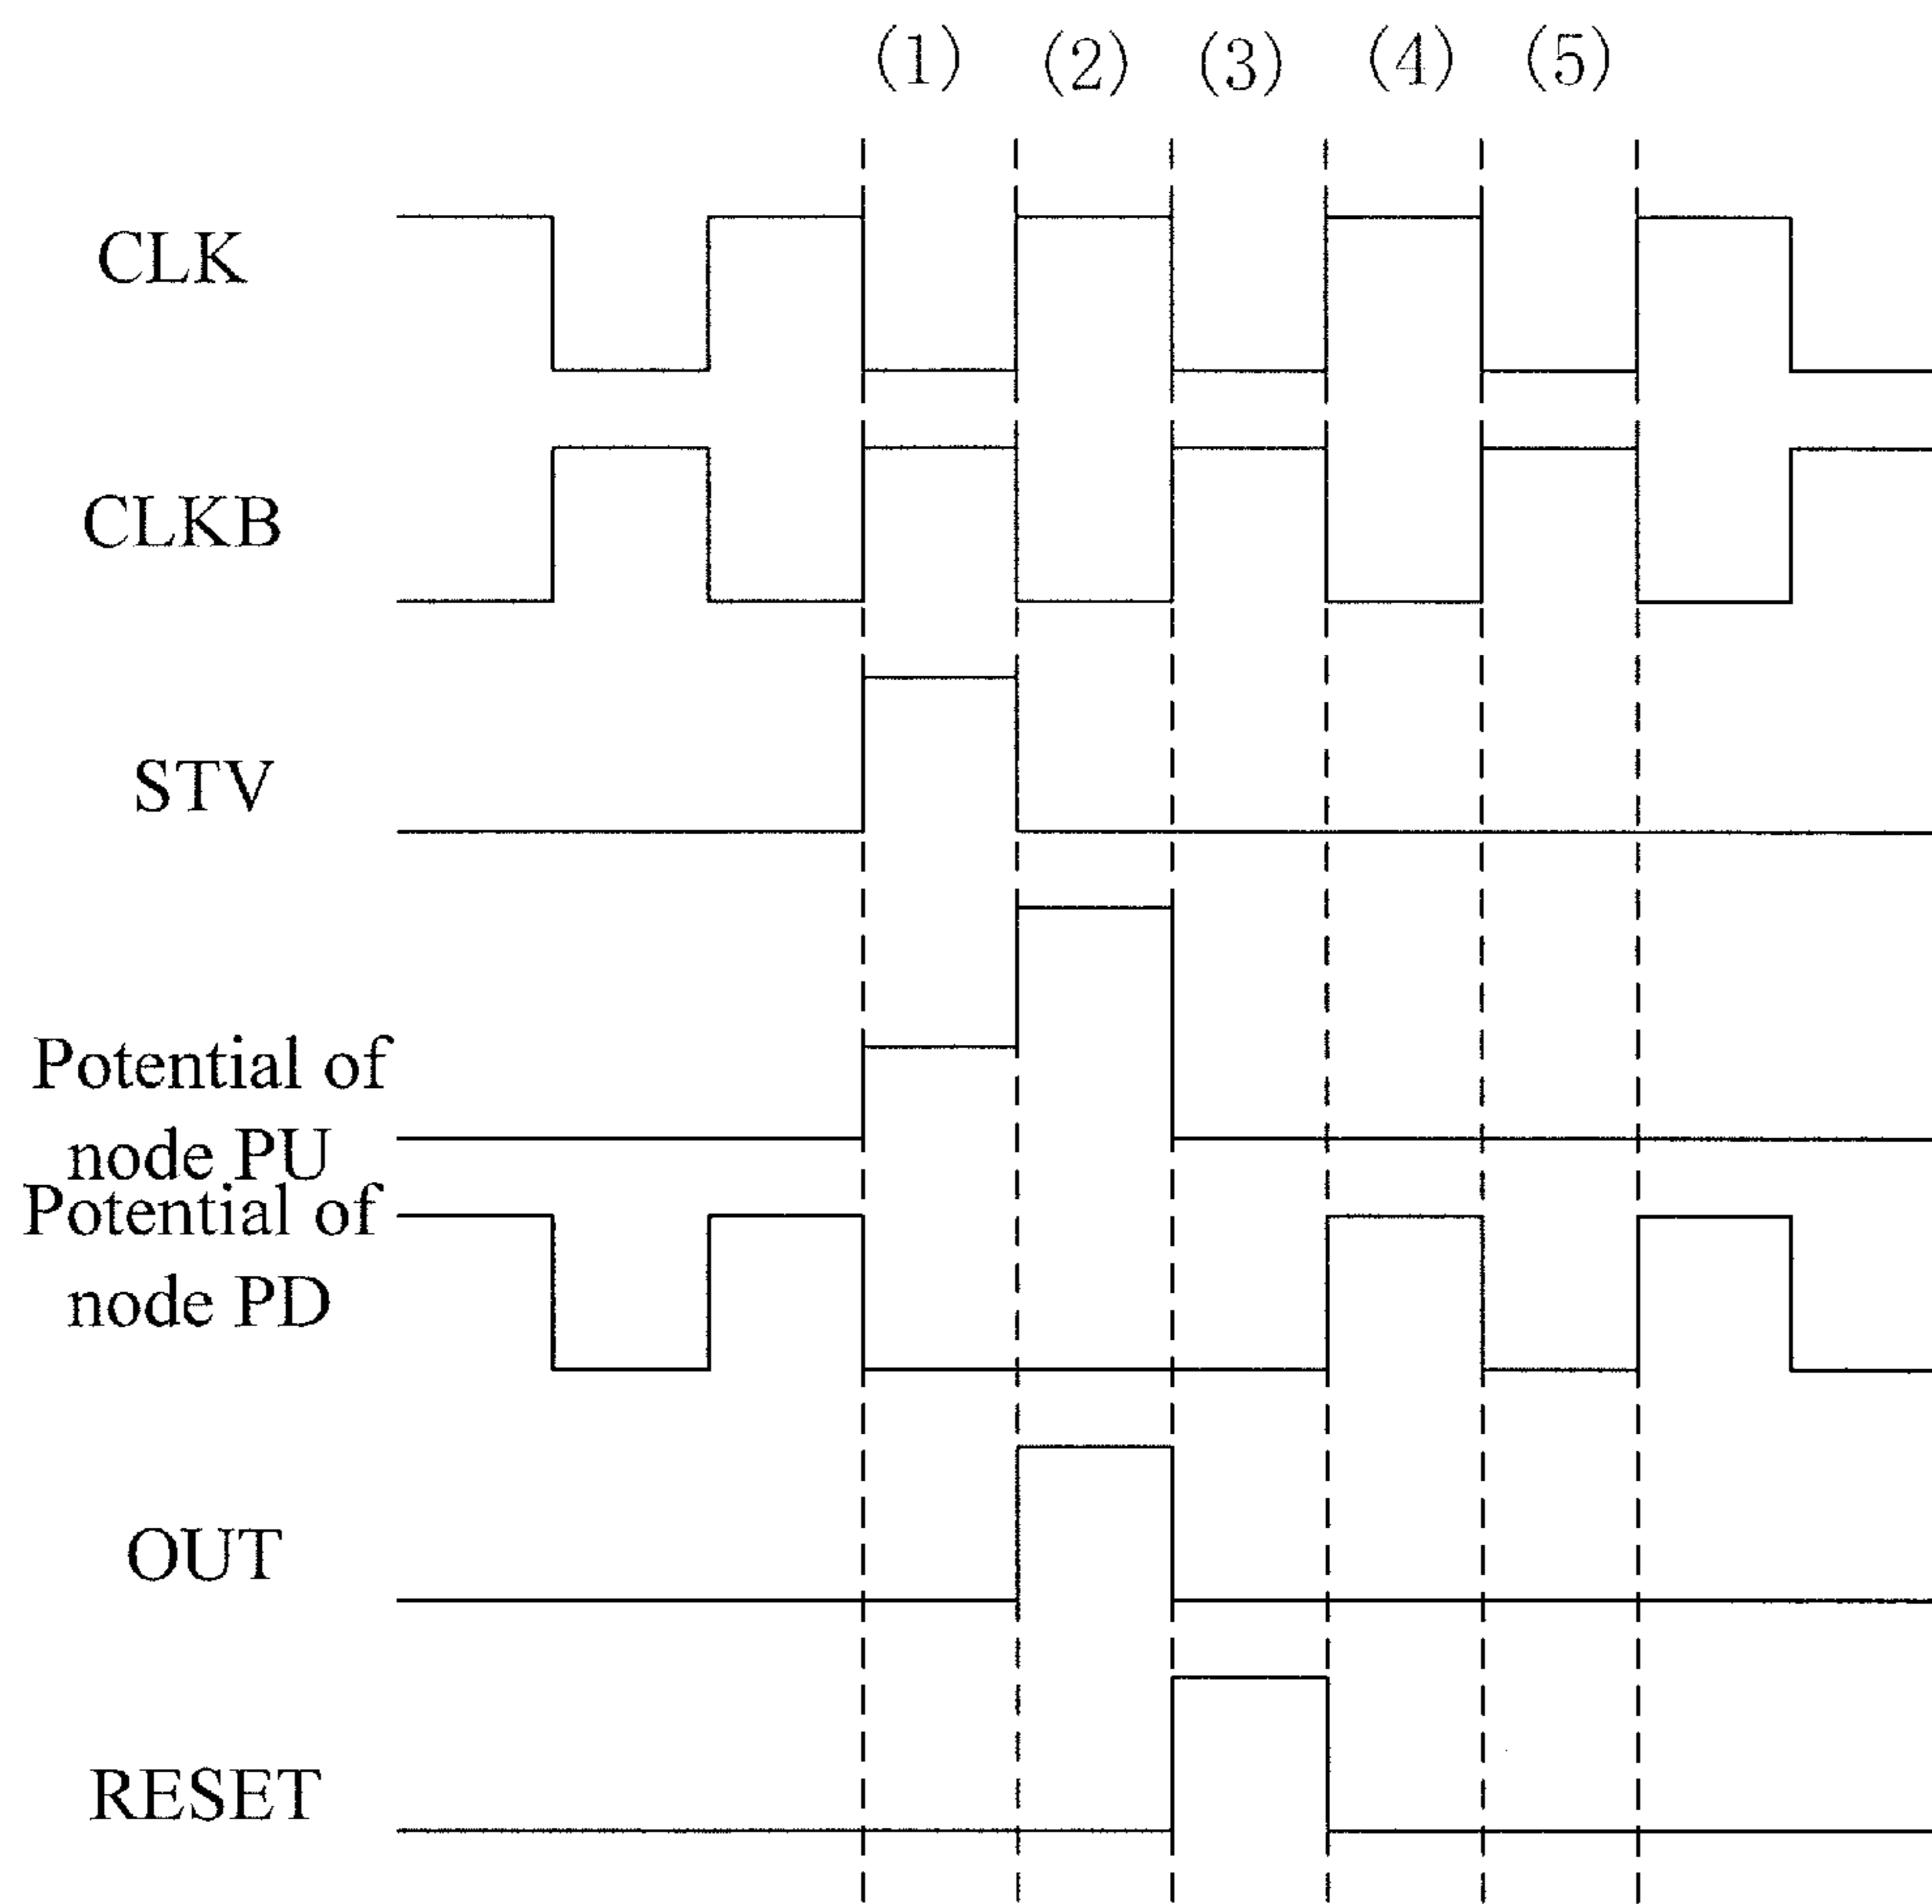 (1) (2) (3) (4) (5)
CLK
CLKB
STV
Potential of
node PU
Potential of
node PD
OUT
RESET